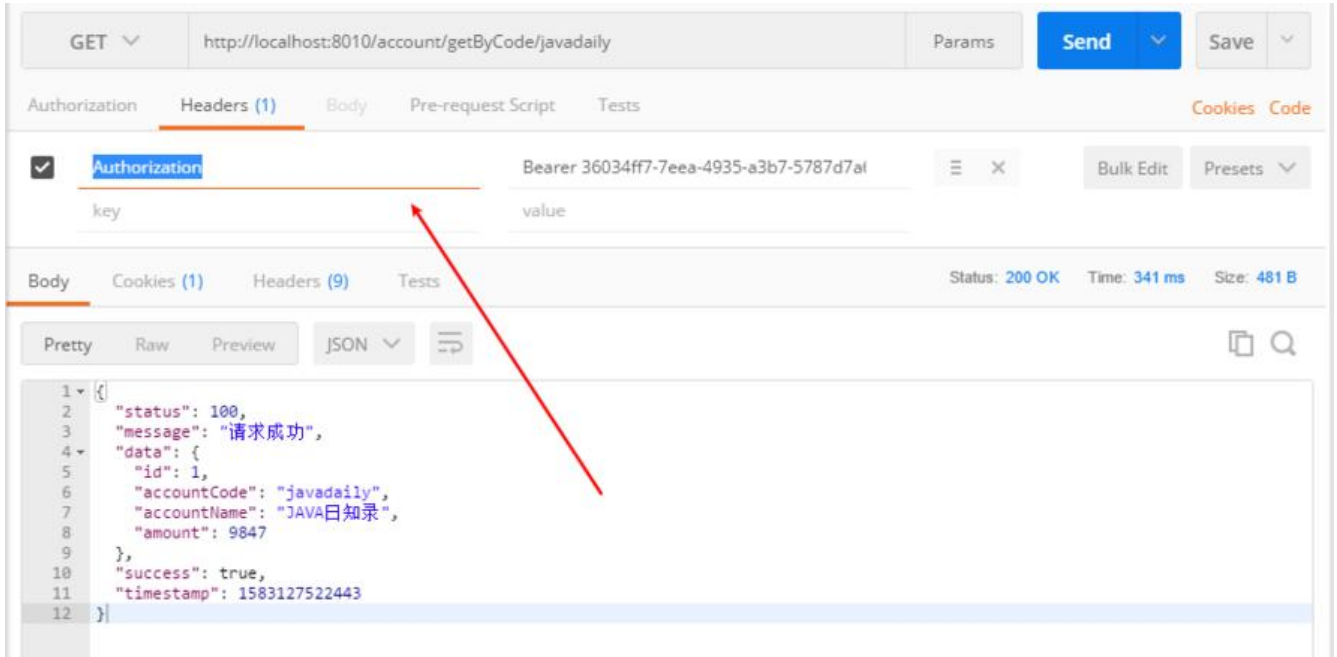 GET http://localhost:8010/account/getByCode/javadaily Params Send Save
Authorization Headers (1) Body Pre-request Script Tests Cookies Code
Authorization Bearer 36034ff7-7eea-4935-a3b7-5787d7a Bulk Edit Presets
key value
Body Cookies (1) Headers (9) Tests Status: 200 OK Time: 341 ms Size: 481 B
Pretty Raw Preview JSON
1 {
2 "status": 100,
3 "message": "请求成功",
4 "data": {
5 "id": 1,
6 "accountCode": "javadaily",
7 "accountName": "JAVA日知录",
8 "amount": 9847
9 },
10 "success": true,
11 "timestamp": 1583127522443
12 }